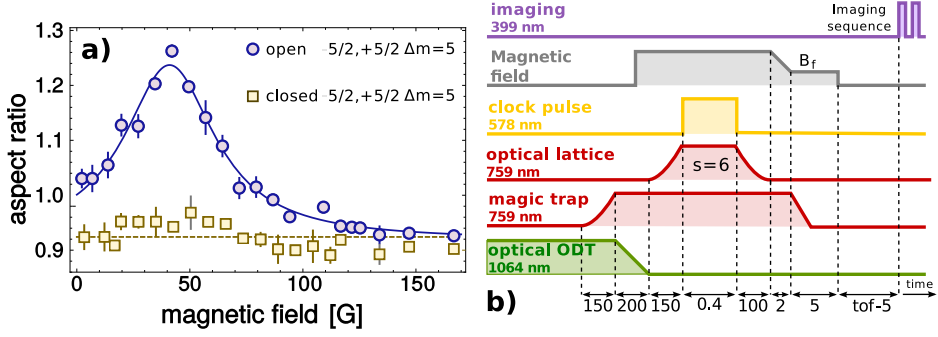 a)
open -5/2,+5/2 Δm=5
closed -5/2,+5/2 Δm=5
aspect ratio
1.3
1.2
1.1
1.0
0.9
0
50
100
150
magnetic field [G]
imaging
399 nm
Imaging
sequence
Magnetic
field
B_f
clock pulse
578 nm
optical lattice
759 nm
s=6
magic trap
759 nm
optical ODT
1064 nm
b)
time
150 200 150 0.4 100 2 5 tof-5